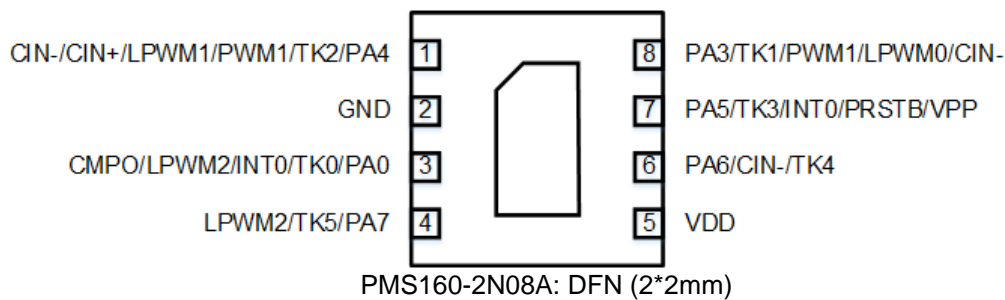 CIN-/CIN+/LPWM1/PWM1/TK2/PA4 1 8 PA3/TK1/PWM1/LPWM0/CIN-
GND 2 7 PA5/TK3/INT0/PRSTB/VPP
CMPO/LPWM2/INT0/TK0/PA0 3 6 PA6/CIN-/TK4
LPWM2/TK5/PA7 4 5 VDD
PMS160-2N08A: DFN (2*2mm)